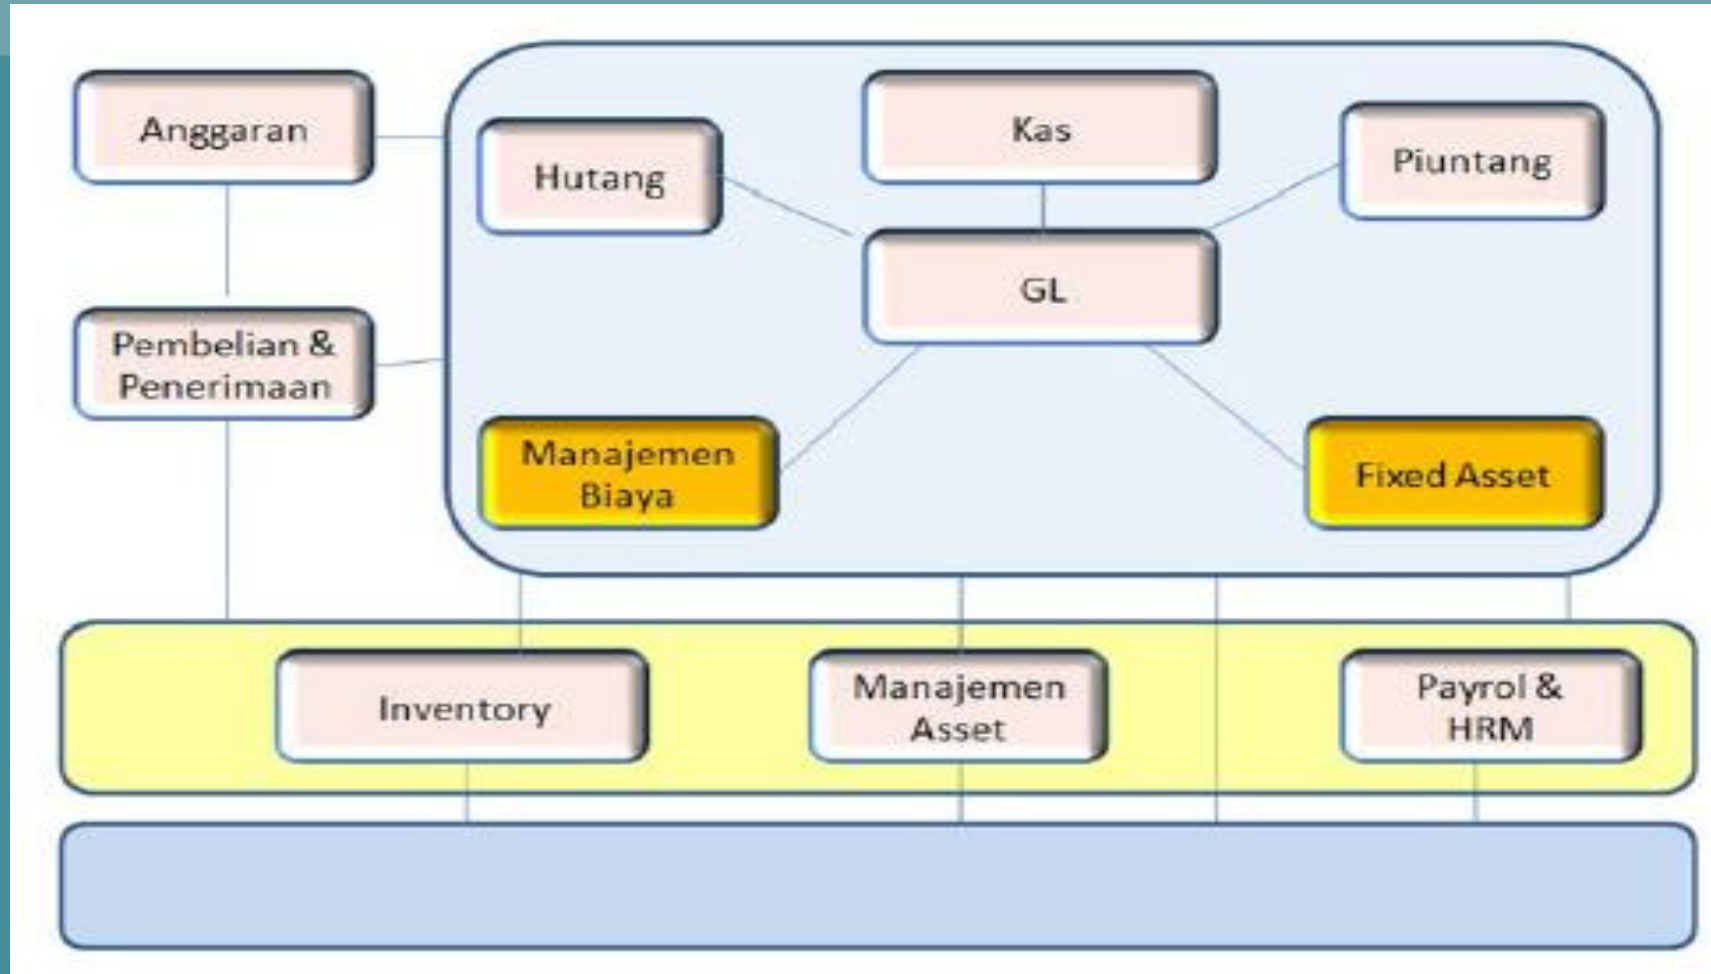 Anggaran
Hutang
Kas
Piuntang
GL
Pembelian &
Penerimaan
Manajemen
Biaya
Fixed Asset
Inventory
Manajemen
Asset
Payrol &
HRM